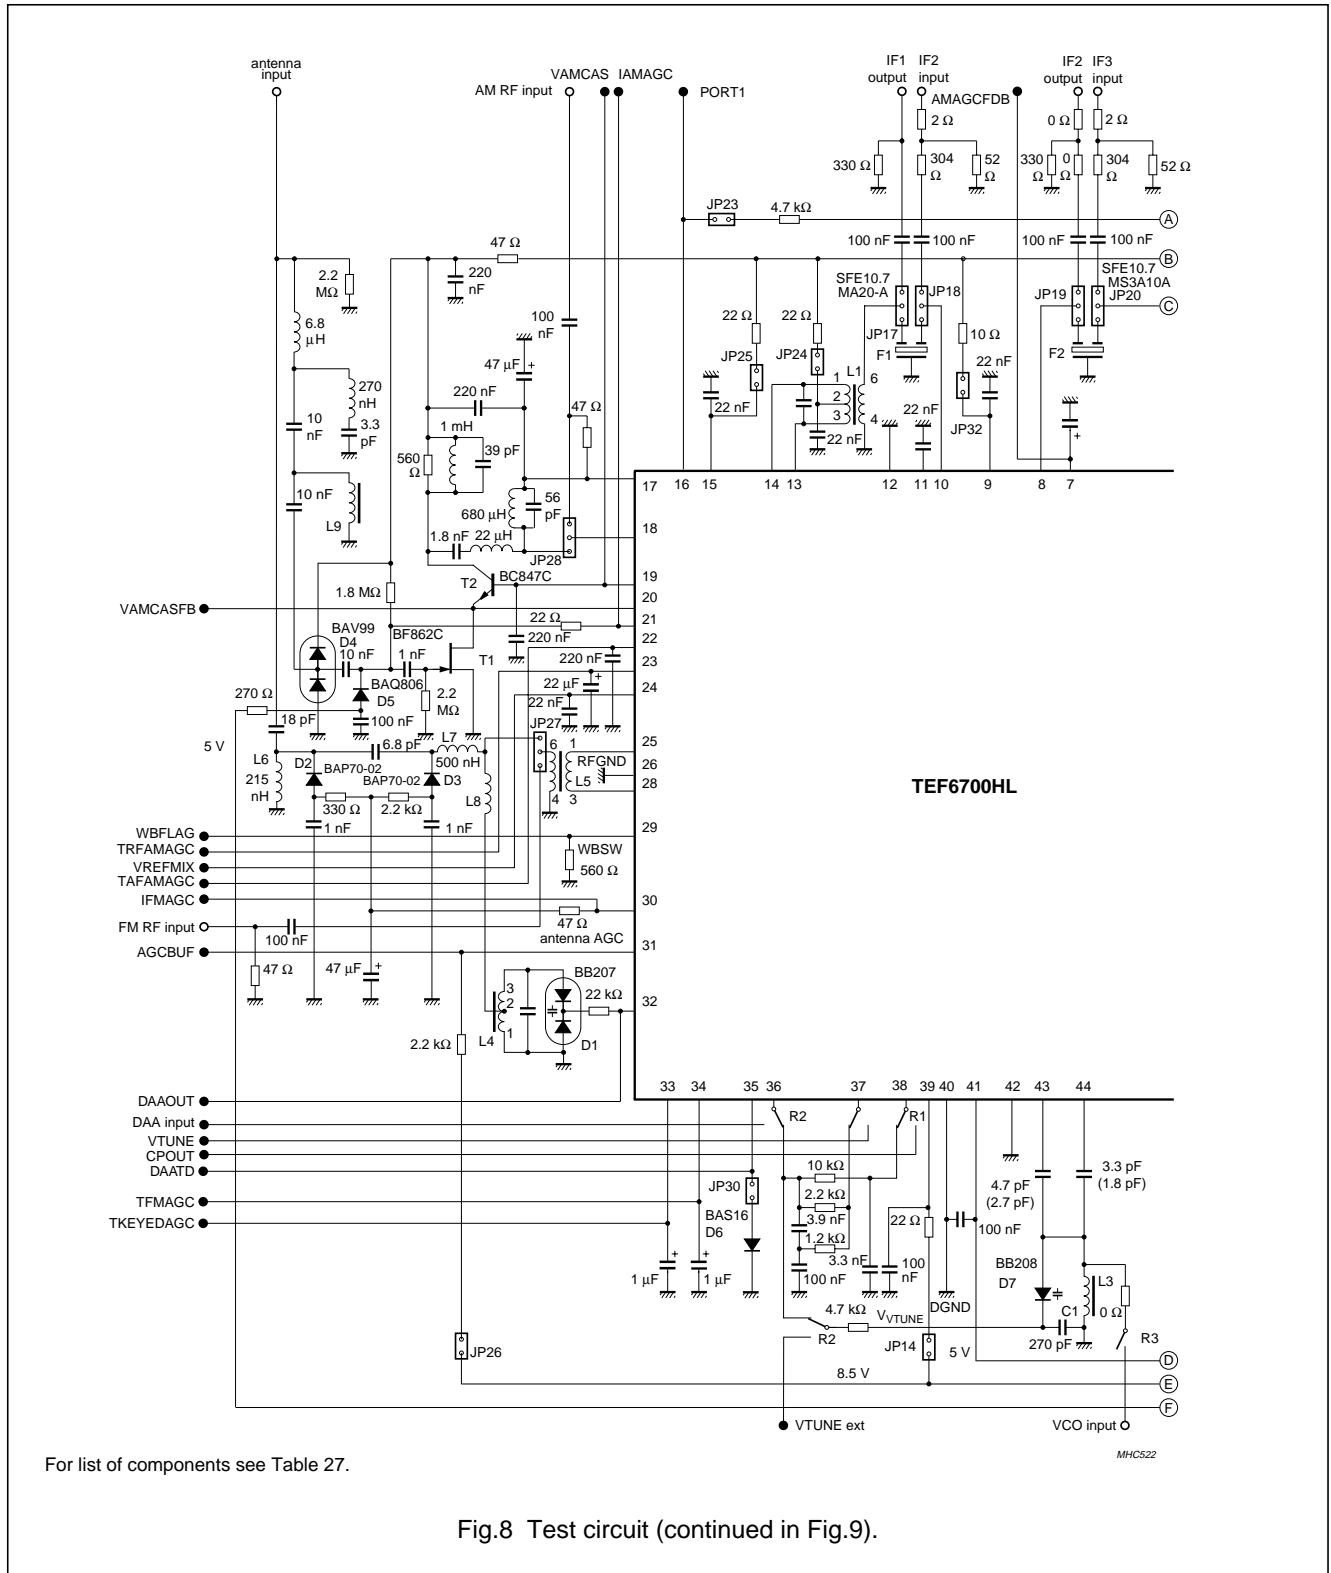 antenna
input
AM RF input
VAMCAS
IAMAGC
PORT1
IF1
output
IF2
input
AMAGCFDB
IF2
output
IF3
input
2 Ω
0 Ω
2 Ω
330 Ω
304
Ω
52
Ω
330
Ω
0
Ω
304
Ω
52 Ω
JP23
4.7 kΩ
A
100 nF
100 nF
100 nF
100 nF
47 Ω
B
2.2
MΩ
220
nF
SFE10.7
MA20-A
JP18
SFE10.7
MS3A10A
JP19
JP20
C
6.8
μH
100
nF
22 Ω
22 Ω
JP17
10 Ω
47 μF
+
JP25
JP24
F1
F2
22 nF
270
nH
220 nF
47 Ω
L1
1
6
2
3
4
22 nF
22 nF
22 nF
JP32
+
10
nF
3.3
pF
1 mH
39 pF
560
Ω
10 nF
L9
17
16
15
14
13
12
11
10
9
8
7
680 μH
56
pF
18
1.8 nF
22 μH
JP28
T2
BC847C
19
1.8 MΩ
20
VAMCASFB
22 Ω
21
BAV99
D4
BF862C
220 nF
22
10 nF
1 nF
T1
220 nF
23
BAQ806
D5
22 μF
+
24
270 Ω
2.2
MΩ
22 nF
18 pF
100 nF
JP27
5 V
6.8 pF
L7
500 nH
6
1
25
L6
215
nH
D2
BAP70-02
BAP70-02
D3
RFGND
26
L5
28
TEF6700HL
L8
4
3
330 Ω
2.2 kΩ
1 nF
1 nF
29
WBFLAG
WBSW
TRFAMAGC
560 Ω
VREFMIX
TAFAMAGC
IFMAGC
30
47 Ω
FM RF input
100 nF
antenna AGC
31
AGCBUF
47 Ω
47 μF
+
BB207
22 kΩ
32
3
2
1
L4
D1
2.2 kΩ
33
34
35
36
37
38
39
40
41
42
43
44
DAAOUT
R2
R1
DAA input
VTUNE
CPOUT
DAATD
10 kΩ
3.3 pF
(1.8 pF)
JP30
4.7 pF
(2.7 pF)
TFMAGC
2.2 kΩ
BAS16
D6
3.9 nF
22 Ω
TKEYEDAGC
1.2 kΩ
100 nF
3.3 nF
BB208
D7
+
+
1 μF
1 μF
100 nF
100
nF
L3
DGND
C1
0 Ω
4.7 kΩ
VVTUNE
R2
270 pF
R3
JP26
JP14
5 V
D
8.5 V
E
F
VTUNE ext
VCO input
MHC522
For list of components see Table 27.
Fig.8 Test circuit (continued in Fig.9).